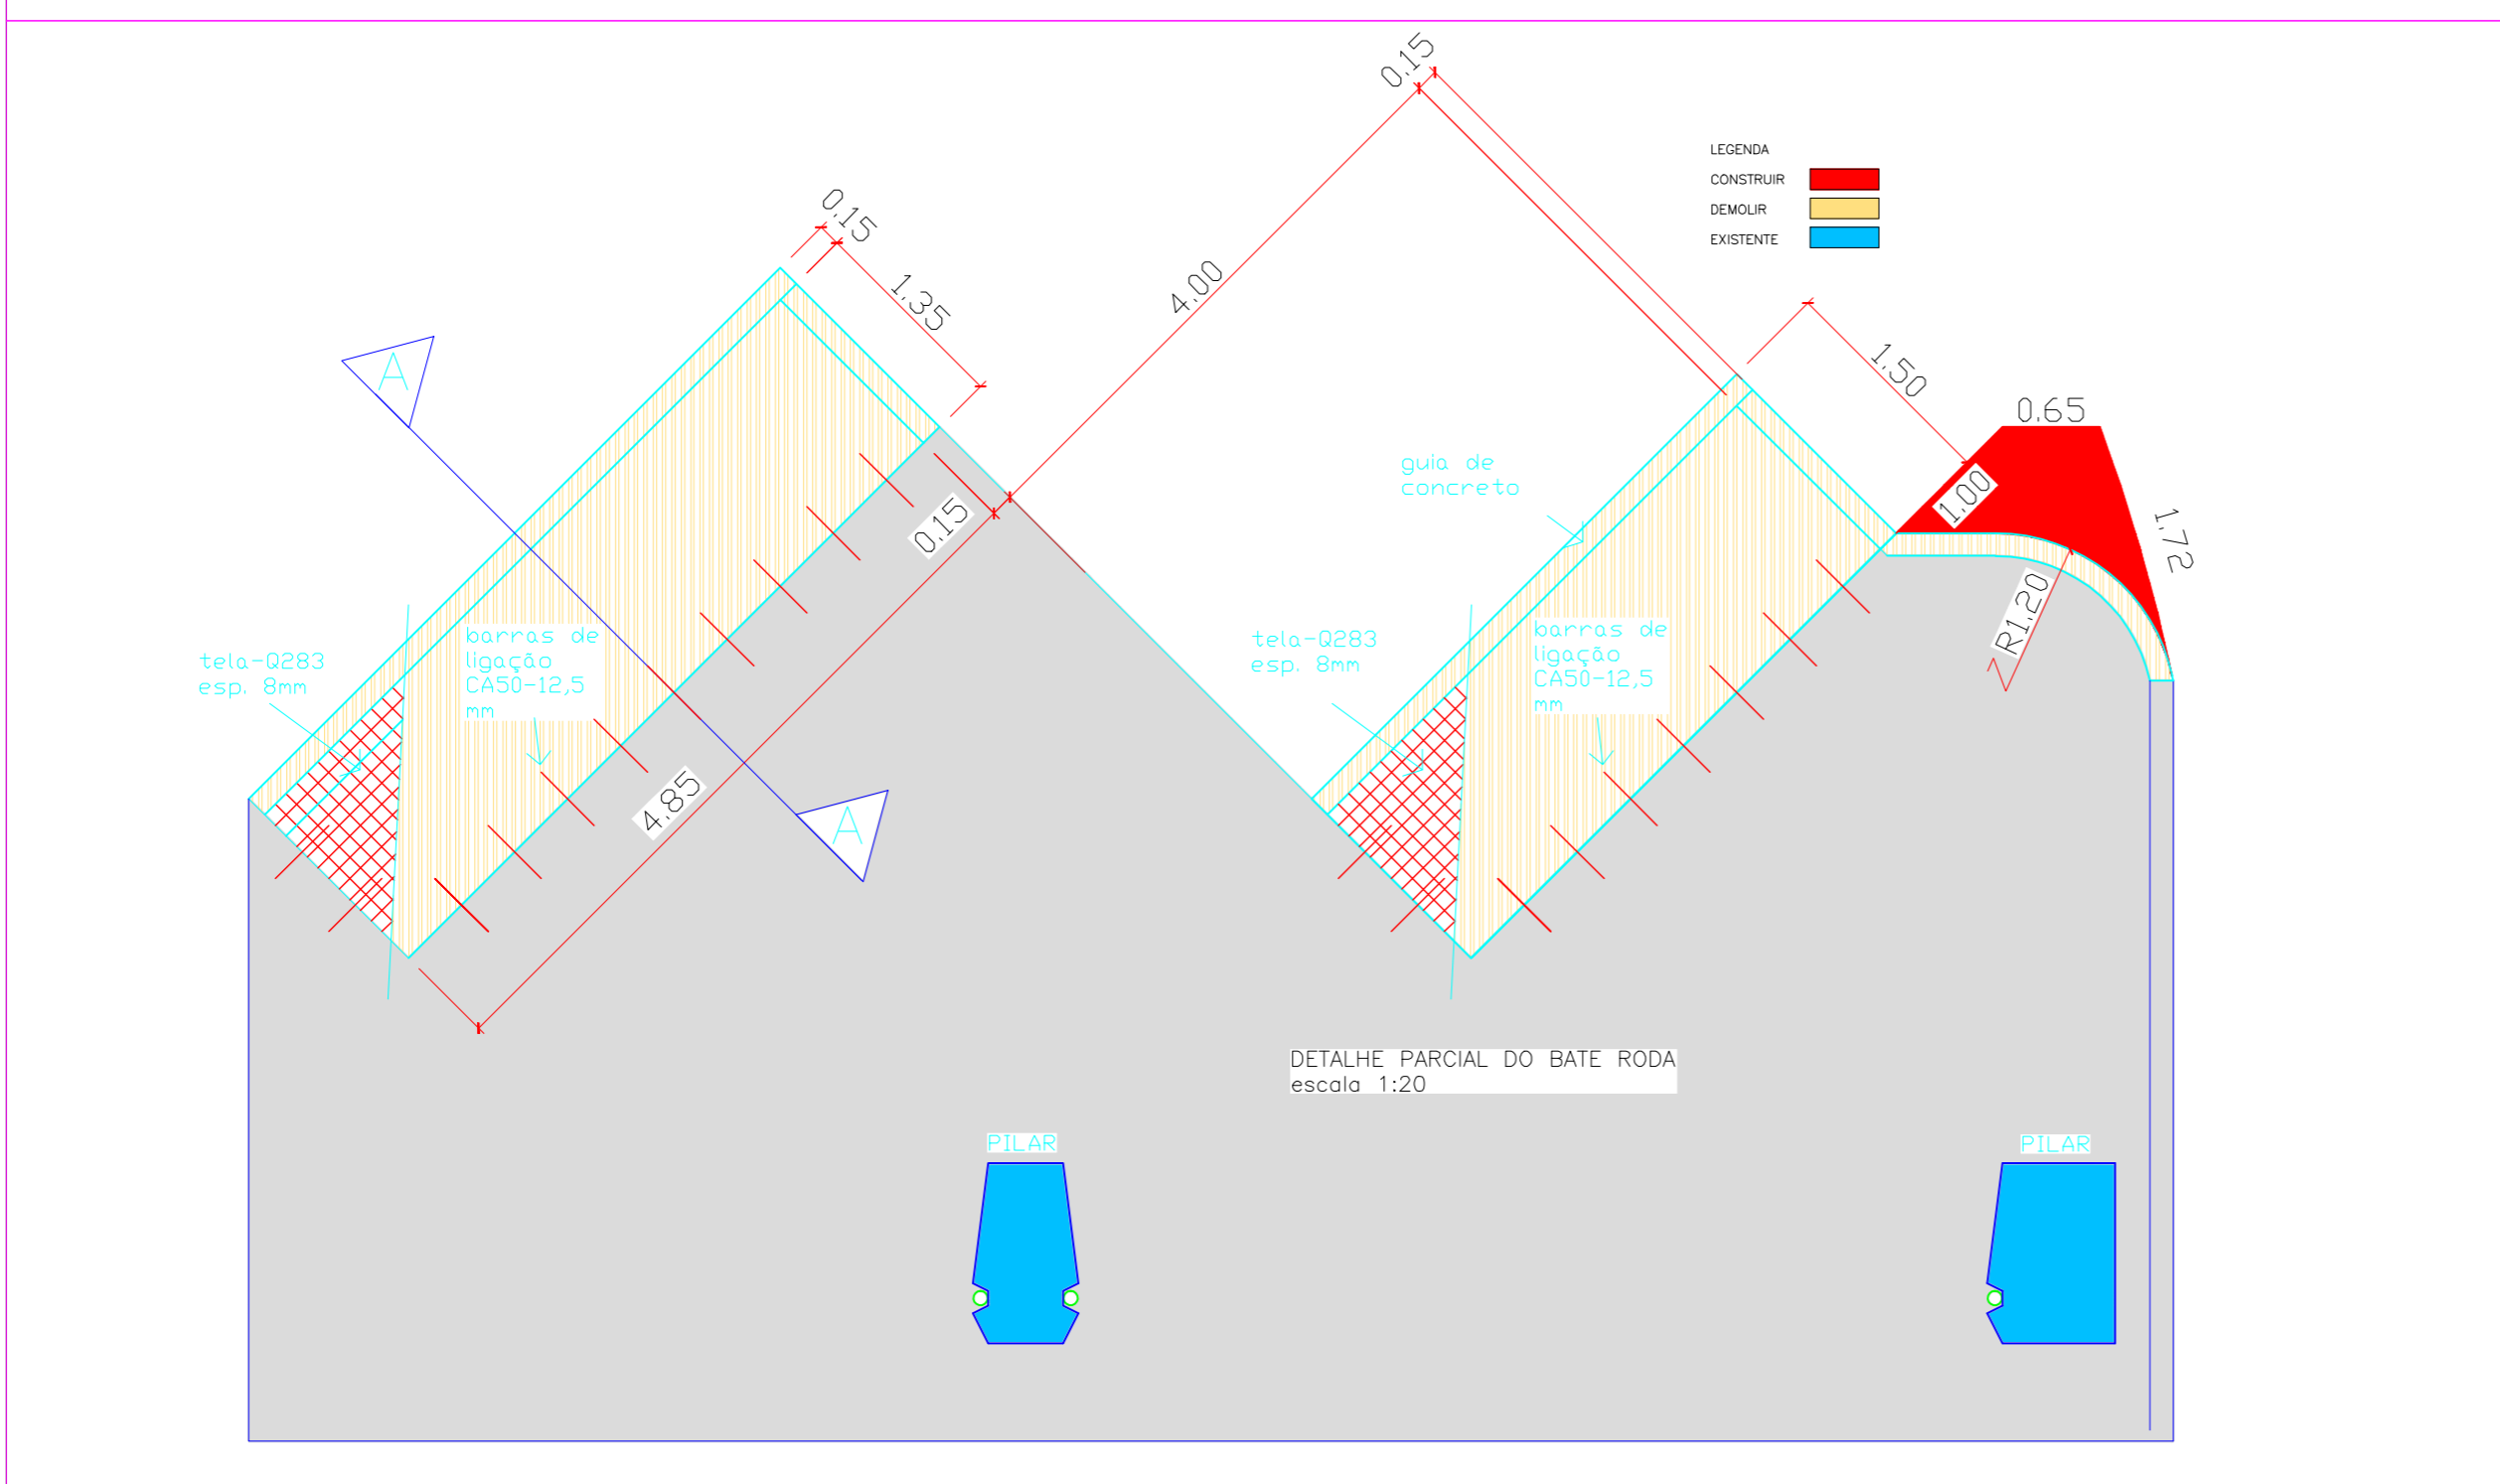 0.15
LEGENDA
CONSTRUIR
DEMOLIR
EXISTENTE
0.15
1.35
4.00
1.50
0.65
A
guia de
concreto
1.00
0.15
1,72
R1,20
tela-Q283
esp. 8mm
barras de
ligação
CA50-12,5
mm
tela-Q283
esp. 8mm
barras de
ligação
CA50-12,5
mm
4,85
A
DETALHE PARCIAL DO BATE RODA
escala 1:20
PILAR
PILAR